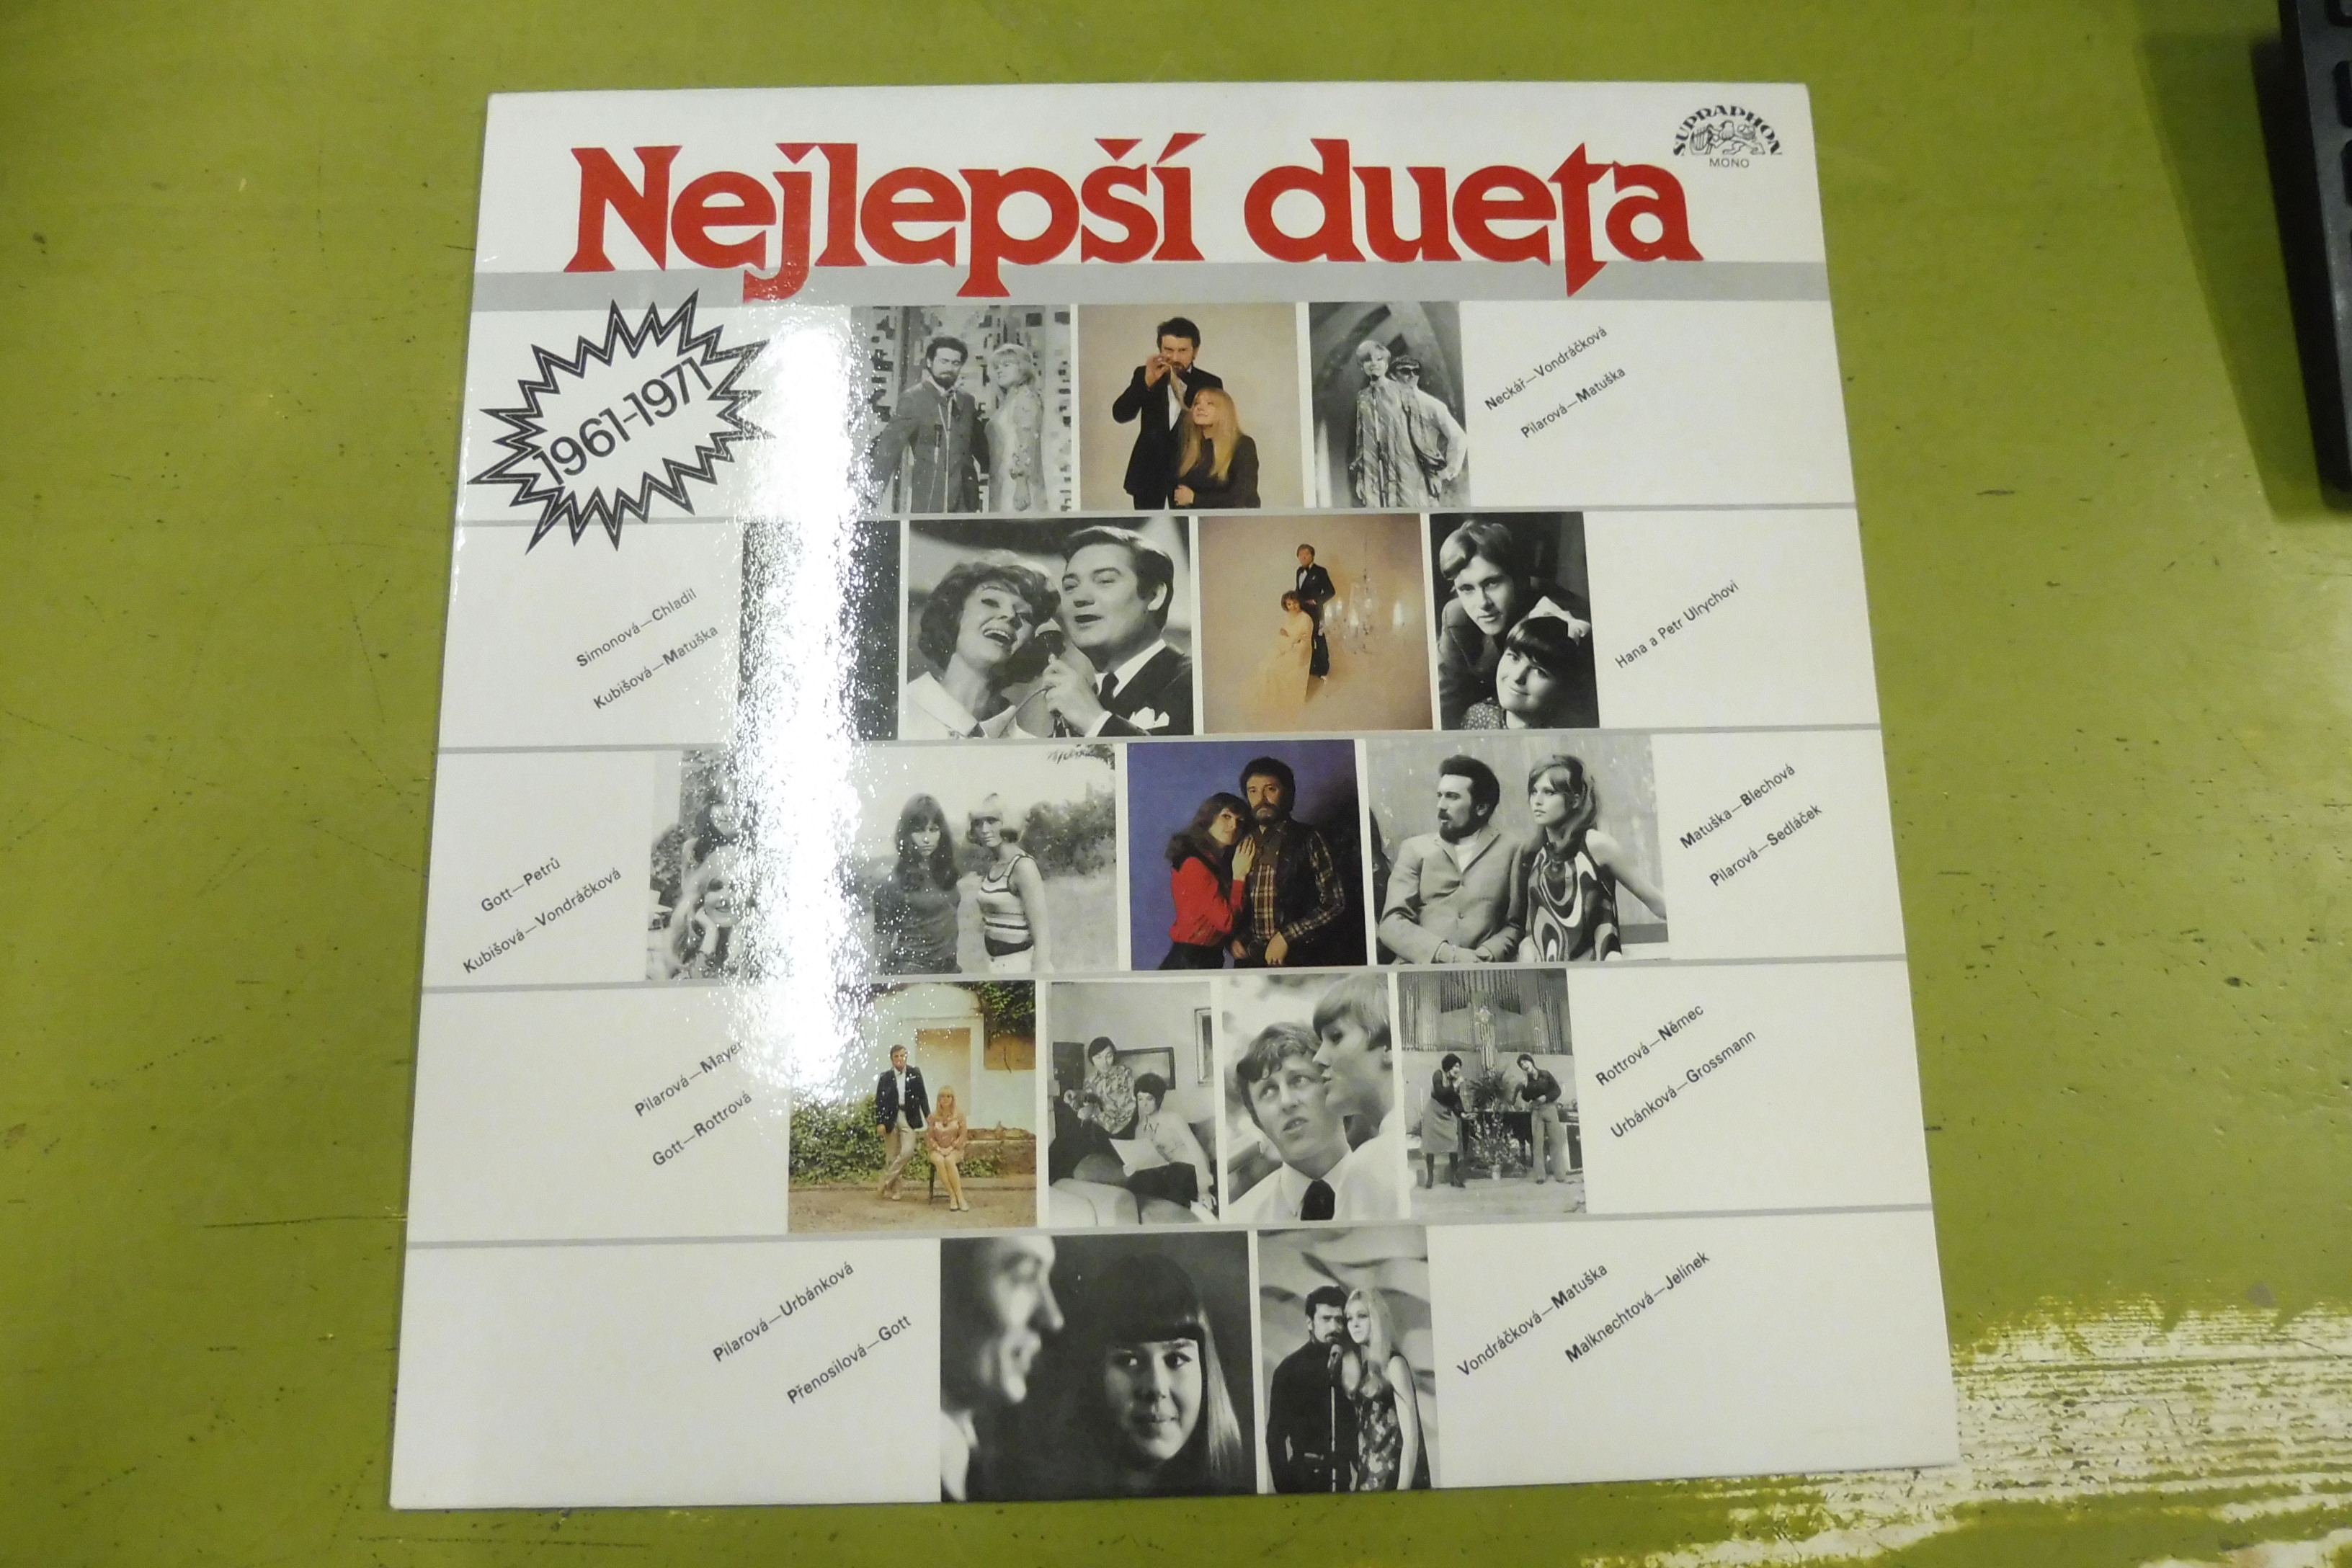 SUPRAPHON
MONO
Nejlepší dueta
1961-1971
Neckář—Vondráčková
Pilarová—Matuška
Simonová—Chladil
Kubišová—Matuška
Hana a Petr Ulrychovi
Gott—Petrů
Kubišová—Vondráčková
Matuška—Blechová
Pilarová—Sedláček
Pilarová—Mayer
Gott—Rottrová
Rottrová—Němec
Urbánková—Grossmann
Pilarová—Urbánková
Přenosilová—Gott
Vondráčková—Matuška
Malknechtová—Jelínek